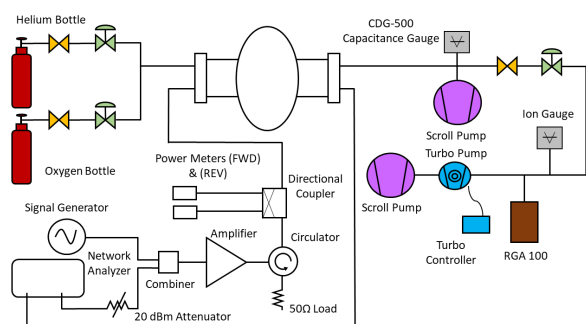 Helium Bottle
CDG-500
Capacitance Gauge
Ion Gauge
Scroll Pump
Turbo Pump
Oxygen Bottle
Power Meters (FWD)
& (REV)
Directional
Coupler
Scroll Pump
Signal Generator
Amplifier
Circulator
Network
Analyzer
Turbo
Controller
RGA 100
Combiner
20 dBm Attenuator
50Ω Load